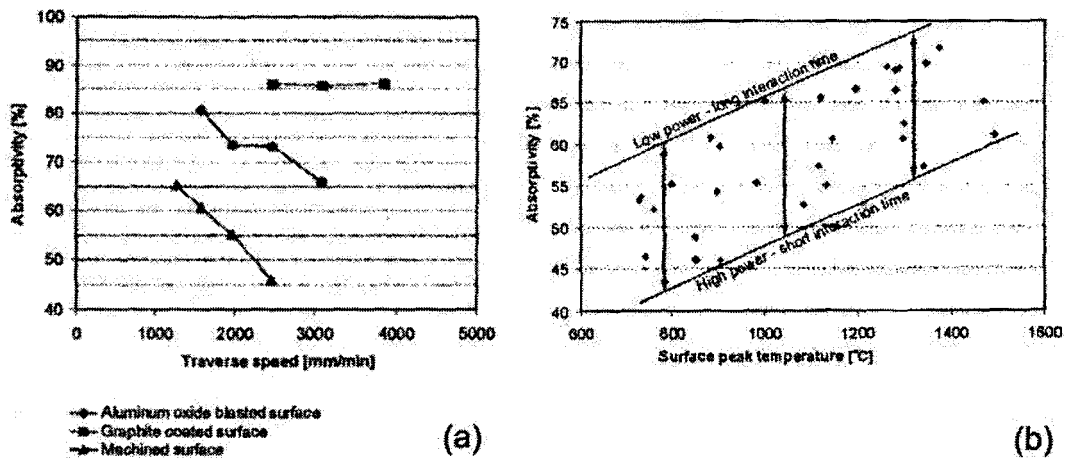 100
90
80
70
60
50
40
Absorptivity [%]
0 1000 2000 3000 4000 5000
Traverse speed [mm/min]
Aluminum oxide blasted surface
Graphite coated surface
Machined surface
(a)
75
70
65
60
55
50
45
40
Absorptivity [%]
Low power - long interaction time
High power - short interaction time
600 800 1000 1200 1400 1600
Surface peak temperature [°C]
(b)